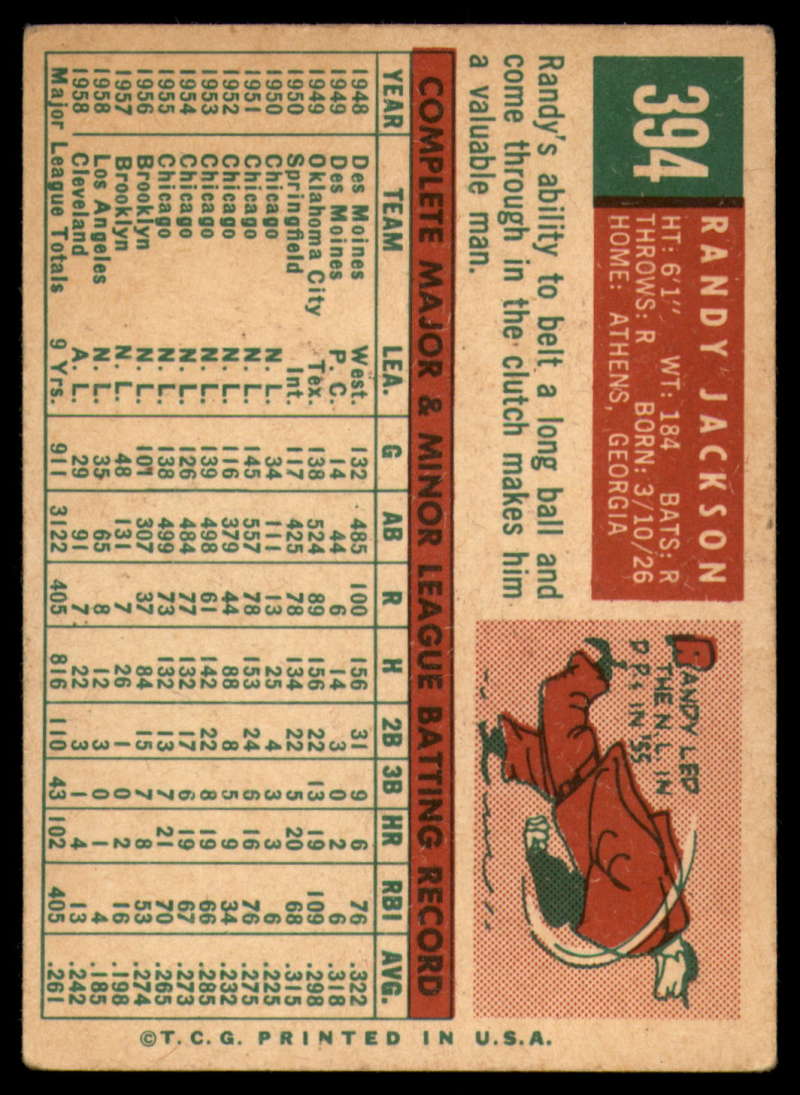 394
RANDY JACKSON
HT: 6'1" WT: 184 BATS: R
THROWS: R BORN: 3/10/26
HOME: ATHENS, GEORGIA
Randy's ability to belt a long ball and
come through in the clutch makes him
a valuable man.
RANDY LED
THE N.L. IN
D.P.s IN '55
COMPLETE MAJOR & MINOR LEAGUE BATTING RECORD
YEAR TEAM LEA. G AB R H 2B 3B HR RBI AVG.
1948 Des Moines West. 132 485 100 156 31 9 6 76 .322
1949 Des Moines P. C. 14 44 6 14 3 0 2 6 .318
1949 Oklahoma City Tex. 138 524 89 156 22 13 19 109 .298
1950 Springfield Int. 117 425 78 134 22 5 20 68 .315
1950 Chicago N. L. 34 111 13 25 4 3 3 6 .225
1951 Chicago N. L. 145 557 78 153 24 6 16 76 .275
1952 Chicago N. L. 116 379 44 88 8 5 9 34 .232
1953 Chicago N. L. 139 498 61 142 22 8 19 66 .285
1954 Chicago N. L. 126 484 77 132 17 6 19 67 .273
1955 Chicago N. L. 138 499 73 132 13 7 21 70 .265
1956 Brooklyn N. L. 101 307 37 84 15 7 8 53 .274
1957 Brooklyn N. L. 48 131 7 26 1 0 2 16 .198
1958 Los Angeles N. L. 35 65 8 12 3 0 1 4 .185
1958 Cleveland A. L. 29 91 7 22 3 1 4 13 .242
Major League Totals 9 Yrs. 911 3122 405 816 110 43 102 405 .261
©T.C.G. PRINTED IN U.S.A.